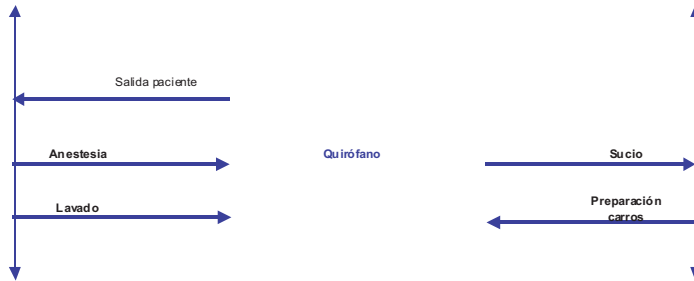 Salida paciente
Anestesia
Quirófano
Sucio
Lavado
Preparación
carros